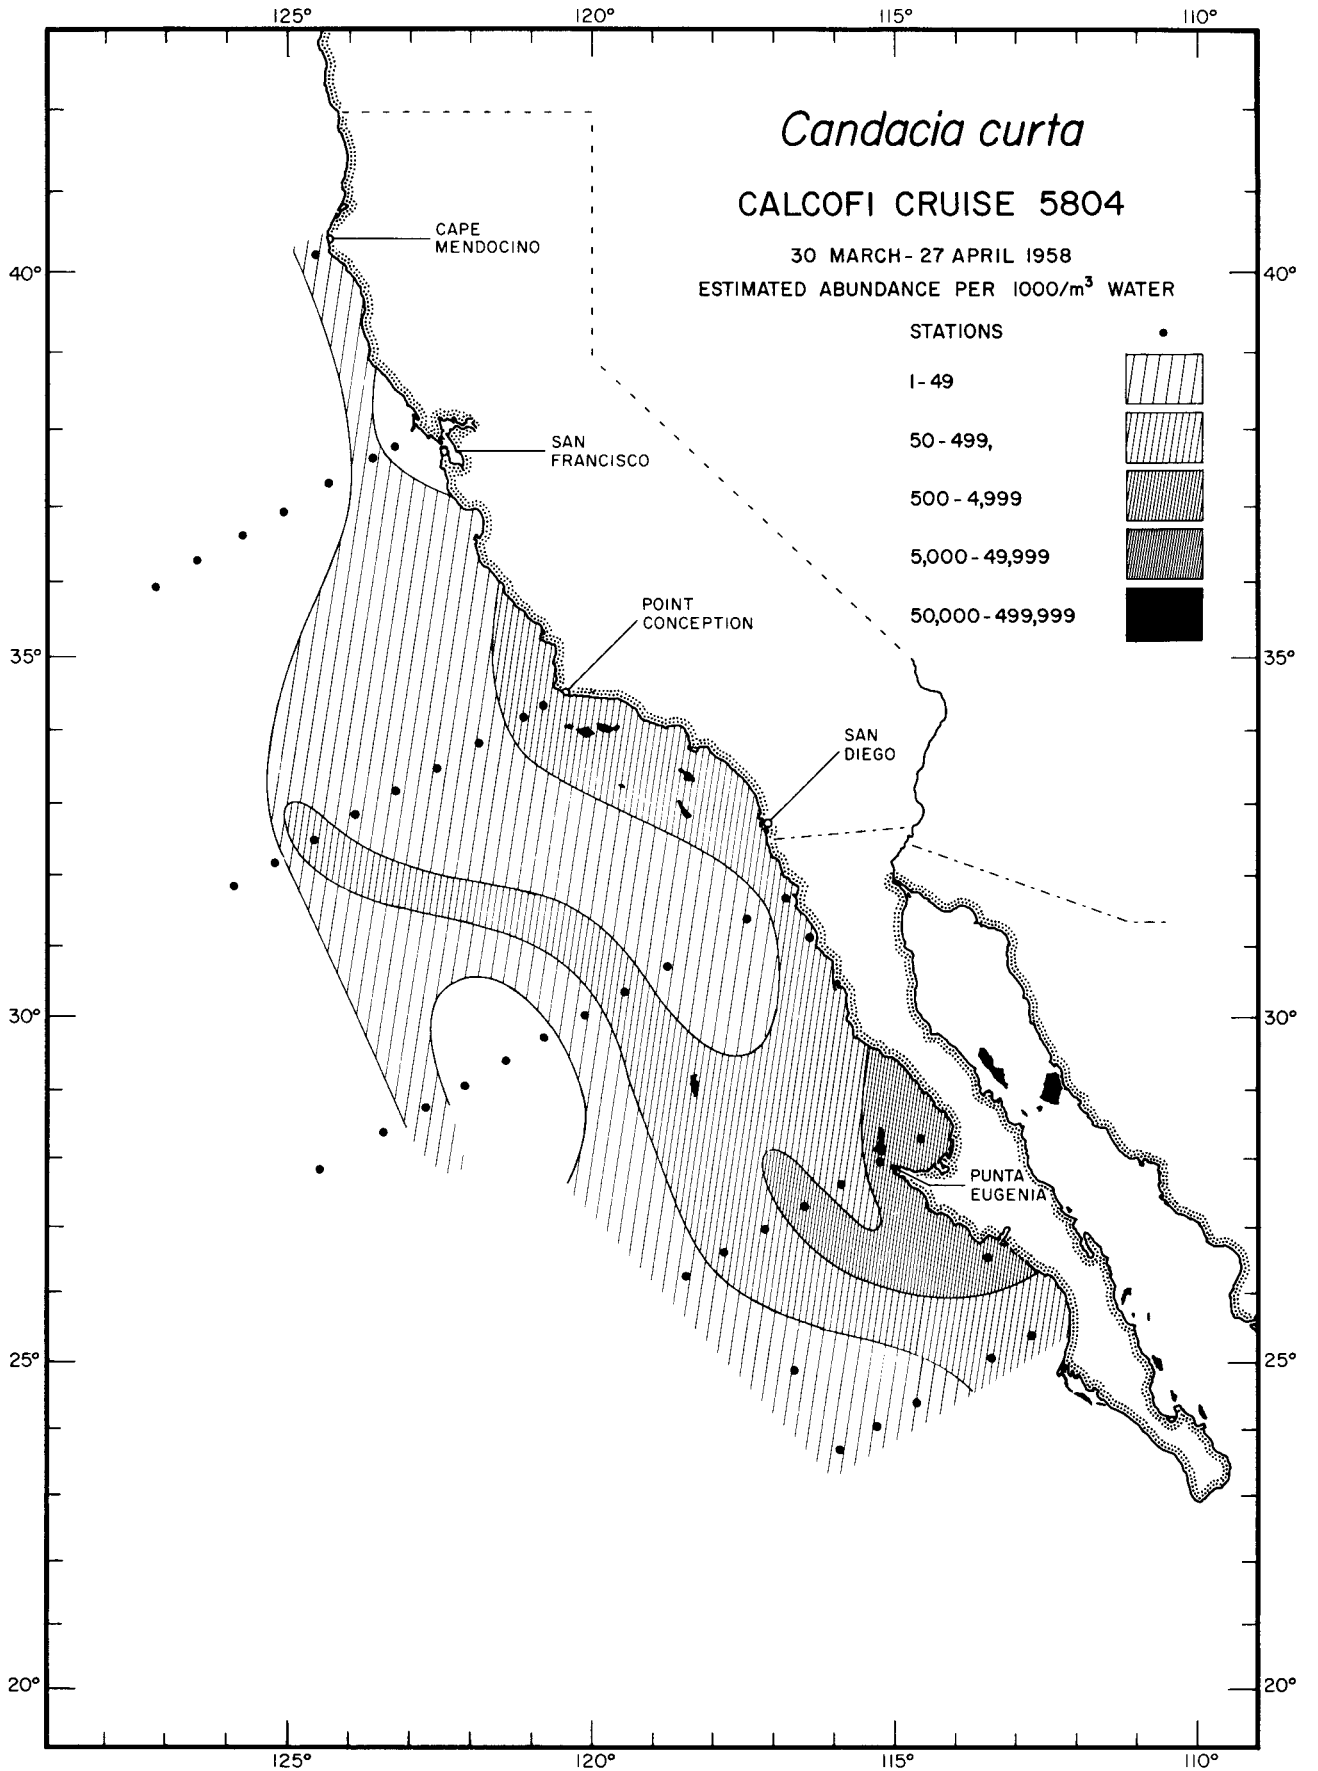 125° 120° 115° 110°
Candacia curta
CALCOFI CRUISE 5804
30 MARCH - 27 APRIL 1958
ESTIMATED ABUNDANCE PER 1000/m³ WATER
STATIONS
1-49
50-499,
500-4,999
5,000-49,999
50,000-499,999
CAPE
MENDOCINO
40° 40°
SAN
FRANCISCO
POINT
CONCEPTION
35° 35°
SAN
DIEGO
30° 30°
PUNTA
EUGENIA
25° 25°
20° 20°
125° 120° 115° 110°